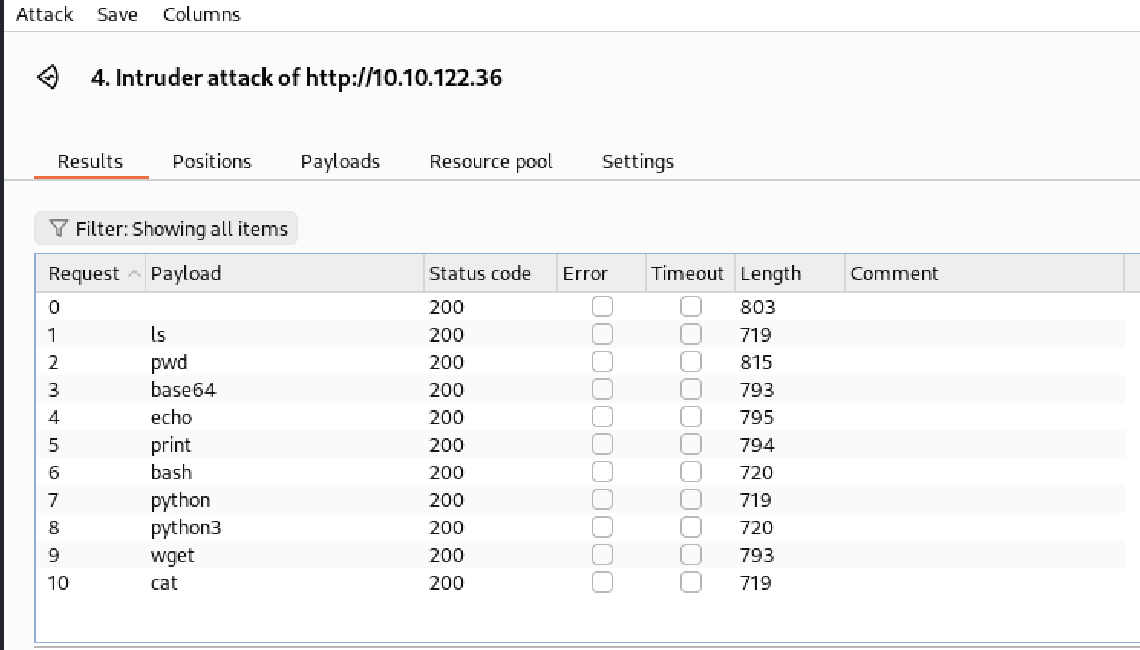 Attack Save Columns
4. Intruder attack of http://10.10.122.36
Results Positions Payloads Resource pool Settings
Filter: Showing all items
Request Payload Status code Error Timeout Length Comment
0 200 803
1 ls 200 719
2 pwd 200 815
3 base64 200 793
4 echo 200 795
5 print 200 794
6 bash 200 720
7 python 200 719
8 python3 200 720
9 wget 200 793
10 cat 200 719